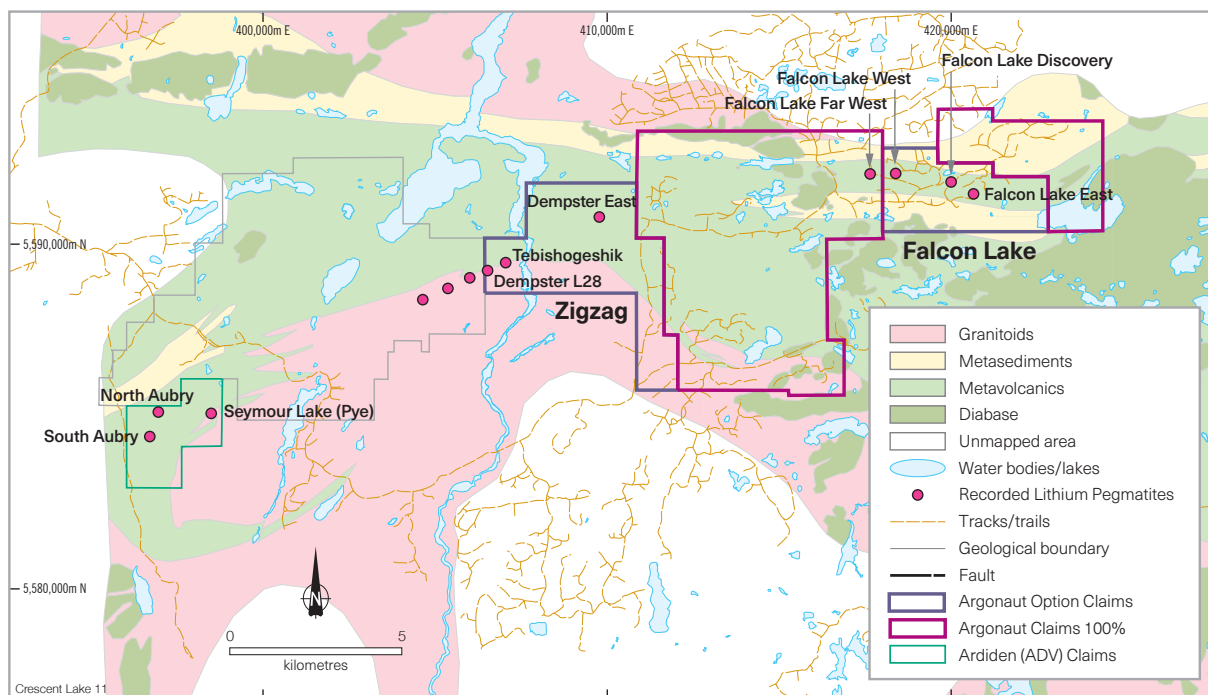 400,000m E
410,000m E
420,000m E
Falcon Lake Discovery
Falcon Lake West
Falcon Lake Far West
Falcon Lake East
Dempster East
5,590,000m N
Falcon Lake
Tebishogeshik
Dempster L28
Zigzag
North Aubry
Seymour Lake (Pye)
South Aubry
5,580,000m N
N
0
5
kilometres
Crescent Lake 11
Granitoids
Metasediments
Metavolcanics
Diabase
Unmapped area
Water bodies/lakes
Recorded Lithium Pegmatites
Tracks/trails
Geological boundary
Fault
Argonaut Option Claims
Argonaut Claims 100%
Ardiden (ADV) Claims